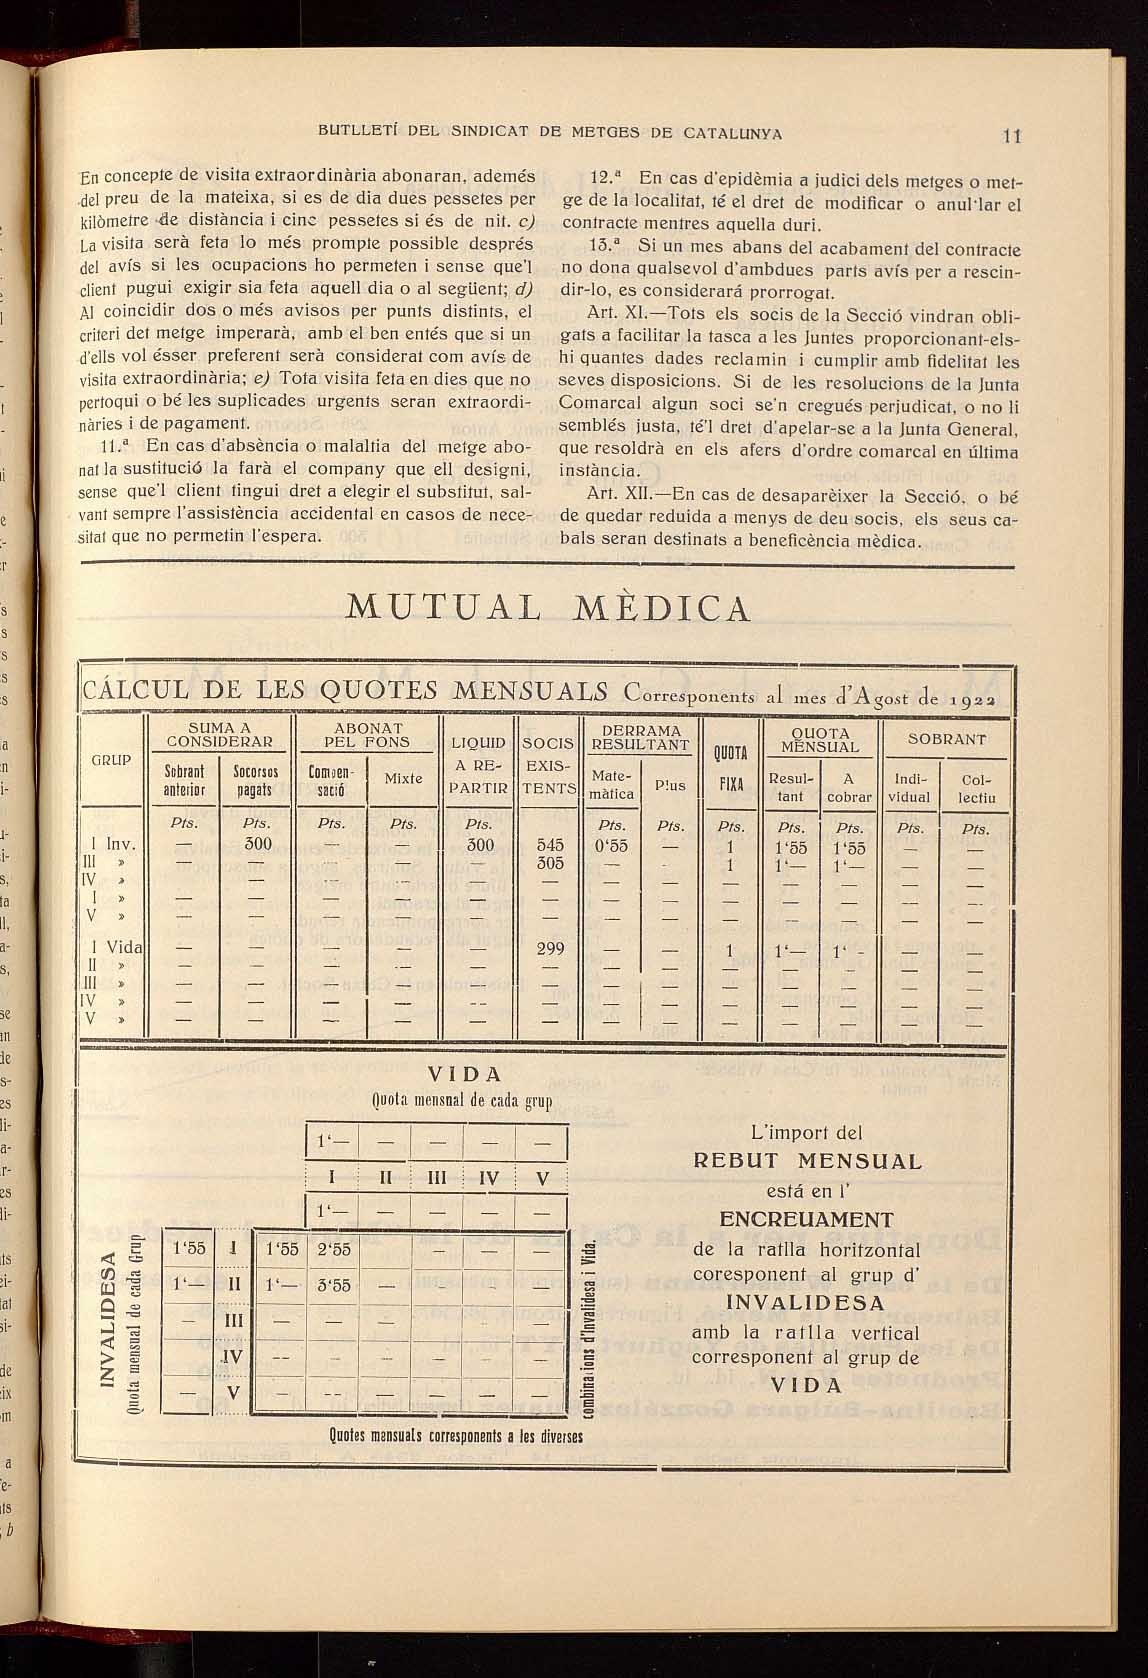 BUTLLETÍ DEL SINDICAT DE METGES DE CATALUNYA
11
En concepte de visita extraordinària abonaran, además
del preu de la mateixa, si es de dia dues pessetes per
kilòmetre de distància i cinc pessetes si és de nit. c)
La visita serà feta lo més prompte possible després
del avís si les ocupacions ho permeten i sense que'l
client pugui exigir sia feta aquell dia o al següent; d)
Al coincidir dos o més avisos per punts distints, el
criteri det metge imperarà, amb el ben entés que si un
d'ells vol ésser preferent serà considerat com avís de
visita extraordinària; e) Tota visita feta en dies que no
pertoqui o bé les suplicades urgents seran extraordi-
nàries i de pagament.
11.ª En cas d'absència o malaltia del metge abo-
nat la sustitució la farà el company que ell designi,
sense que'l client tingui dret a elegir el substitut, sal-
vant sempre l'assistència accidental en casos de nece-
sitat que no permetin l'espera.
12.ª En cas d'epidèmia a judici dels metges o met-
ge de la localitat, té el dret de modificar o anul·lar el
contracte mentres aquella duri.
13.ª Si un mes abans del acabament del contracte
no dona qualsevol d'ambdues parts avís per a rescin-
dir-lo, es considerará prorrogat.
Art. XI.—Tots els socis de la Secció vindran obli-
gats a facilitar la tasca a les Juntes proporcionant-els-
hi quantes dades reclamin i cumplir amb fidelitat les
seves disposicions. Si de les resolucions de la Junta
Comarcal algun soci se'n cregués perjudicat, o no li
semblés justa, té'l dret d'apelar-se a la Junta General,
que resoldrà en els afers d'ordre comarcal en última
instància.
Art. XII.—En cas de desaparèixer la Secció, o bé
de quedar reduida a menys de deu socis, els seus ca-
bals seran destinats a beneficència mèdica.
MUTUAL MÈDICA
CÁLCUL DE LES QUOTES MENSUALS Corresponents al mes d'Agost de 1922
GRUP | SUMA A CONSIDERAR | ABONAT PEL FONS | LIQUID A RE-PARTIR | SOCIS EXIS-TENTS | DERRAMA RESULTANT | QUOTA FIXA | QUOTA MENSUAL | SOBRANT
Sobrant anterior | Socorsos pagats | Compen-sació | Mixte | Mate-màtica | Plus | Resul-tant | A cobrar | Indi-vidual | Col-lectiu
Pts. Pts. Pts. Pts. Pts. Pts. Pts. Pts. Pts. Pts. Pts. Pts.
I Inv. — 300 — — 300 545 0'55 — 1 1'55 1'55 — —
III » — — — — — 305 — - 1 1'— 1'— — —
IV » — — — — — — — — — — — — —
I » — — — — — — — — — — — — —
V » — — — — — — — — — — — — —
I Vida — — — — — 299 — — 1 1'— 1 - — —
II » — — — — — — — — — — — — —
III » — — — — — — — — — — — — —
IV » — — — — — — — — — — — — —
V » — — — — — — — — — — — — —
VIDA
Quota mensual de cada grup
1'— — — — —
I II III IV V
1'— — — — —
INVALIDESA
Quota mensual de cada Grup
1'55 I 1'55 2'55 — — —
1'— II 1'— 3'55 — — —
— III — — — — —
IV -- — — — — —
— V — -- — — — —
combinacions d'Invalidesa i Vida.
Quotes mensuals corresponents a les diverses
L'import del
REBUT MENSUAL
está en l'
ENCREUAMENT
de la ratlla horitzontal
coresponent al grup d'
INVALIDESA
amb la ratlla vertical
corresponent al grup de
VIDA